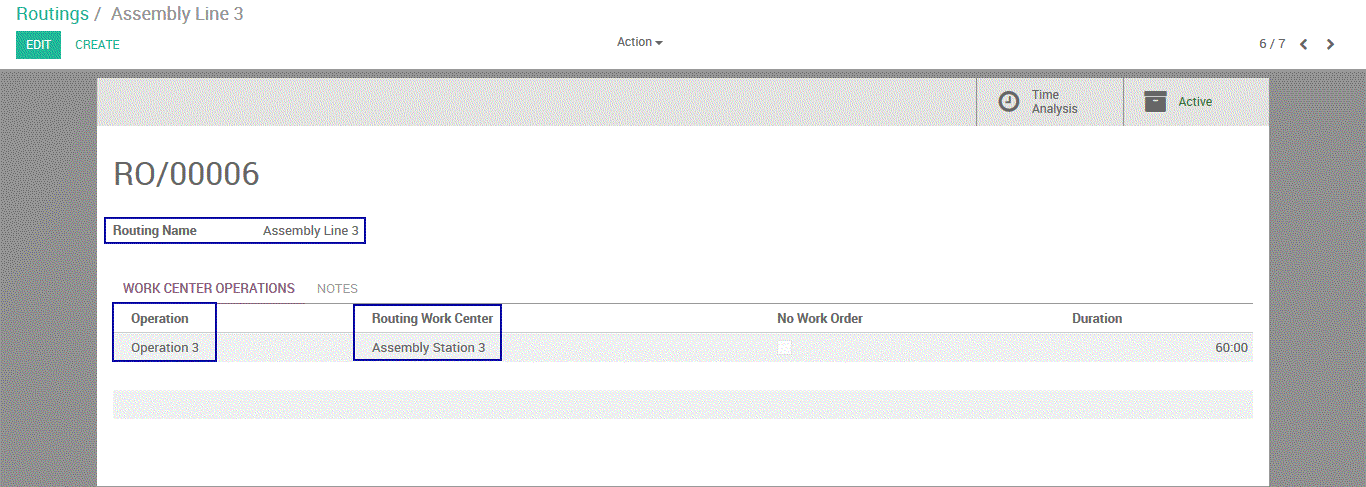 Routings / Assembly Line 3
EDIT CREATE Action 6 / 7
Time
Analysis
Active
RO/00006
Routing Name Assembly Line 3
WORK CENTER OPERATIONS NOTES
Operation Routing Work Center No Work Order Duration
Operation 3 Assembly Station 3 60:00